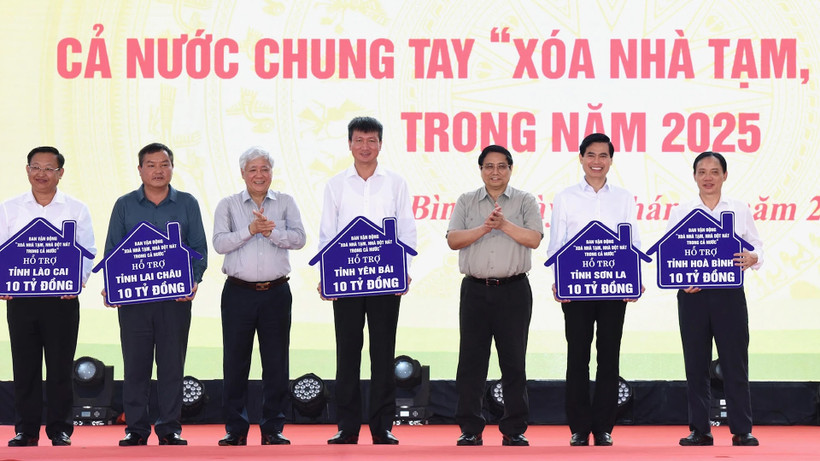 CẢ NƯỚC CHUNG TAY “XÓA NHÀ TẠM,
TRONG NĂM 2025
BAN VẬN ĐỘNG
“XOÁ NHÀ TẠM, NHÀ DỘT NÁT
TRONG CẢ NƯỚC”
HỖ TRỢ
TỈNH LÀO CAI
10 TỶ ĐỒNG
BAN VẬN ĐỘNG
“XOÁ NHÀ TẠM, NHÀ DỘT NÁT
TRONG CẢ NƯỚC”
HỖ TRỢ
TỈNH LAI CHÂU
10 TỶ ĐỒNG
BAN VẬN ĐỘNG
“XOÁ NHÀ TẠM, NHÀ DỘT NÁT
TRONG CẢ NƯỚC”
HỖ TRỢ
TỈNH YÊN BÁI
10 TỶ ĐỒNG
BAN VẬN ĐỘNG
“XOÁ NHÀ TẠM, NHÀ DỘT NÁT
TRONG CẢ NƯỚC”
HỖ TRỢ
TỈNH SƠN LA
10 TỶ ĐỒNG
BAN VẬN ĐỘNG
“XOÁ NHÀ TẠM, NHÀ DỘT NÁT
TRONG CẢ NƯỚC”
HỖ TRỢ
TỈNH HOÀ BÌNH
10 TỶ ĐỒNG